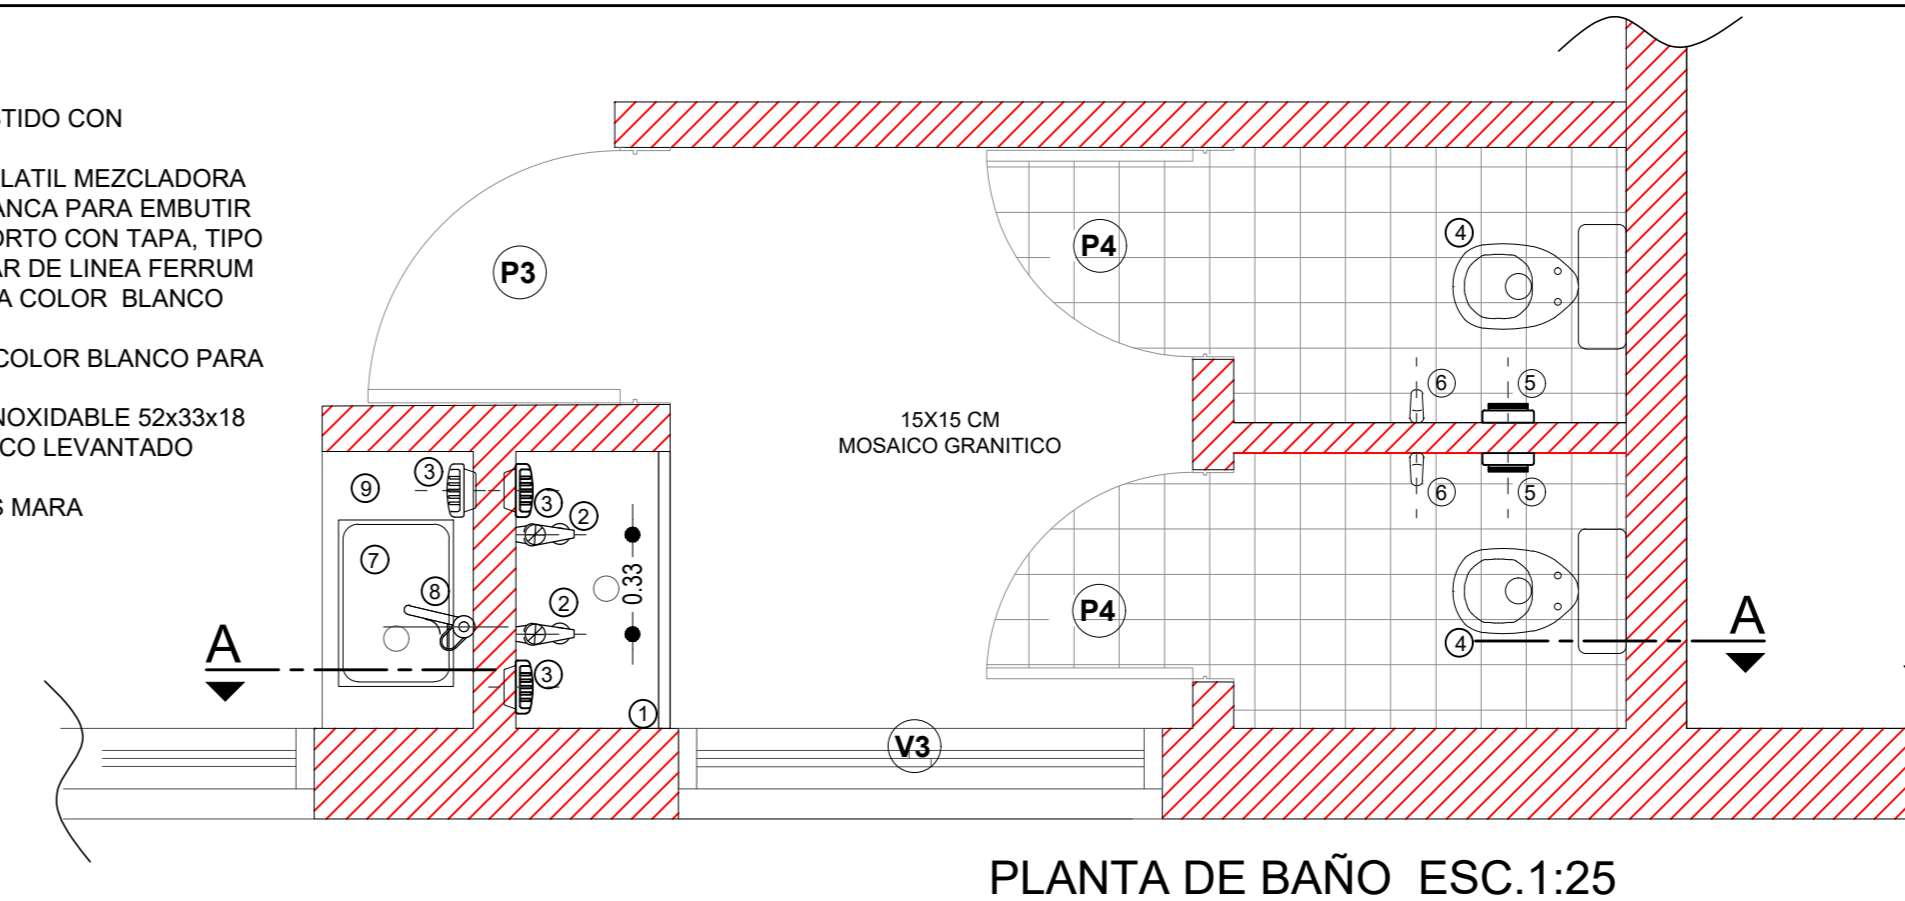 STIDO CON
LATIL MEZCLADORA
ANCA PARA EMBUTIR
ORTO CON TAPA, TIPO
AR DE LINEA FERRUM
A COLOR BLANCO
COLOR BLANCO PARA
NOXIDABLE 52x33x18
CO LEVANTADO
S MARA
P3
P4
4
6
5
15X15 CM
MOSAICO GRANITICO
3
9
3
2
6
5
7
8
2
0.33
P4
4
A
A
3
1
V3
PLANTA DE BAÑO ESC.1:25